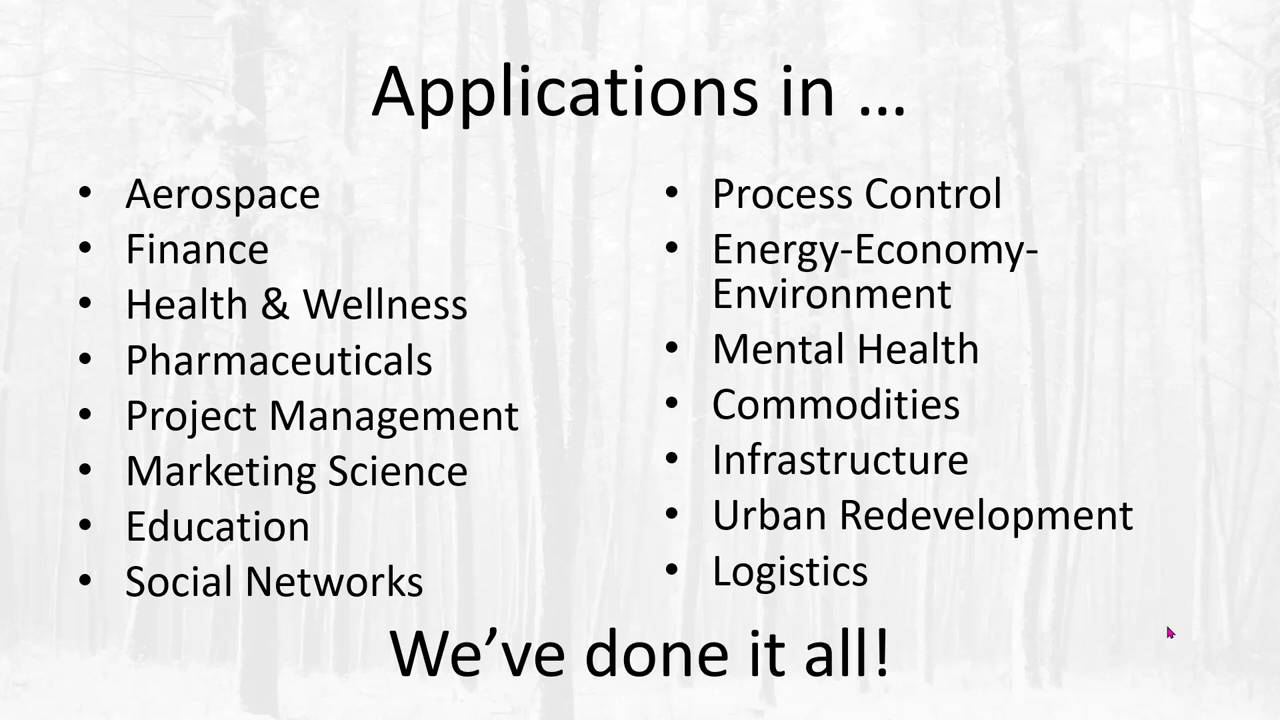 Applications in …
• Aerospace
• Finance
• Health & Wellness
• Pharmaceuticals
• Project Management
• Marketing Science
• Education
• Social Networks
• Process Control
• Energy-Economy-
Environment
• Mental Health
• Commodities
• Infrastructure
• Urban Redevelopment
• Logistics
We’ve done it all!